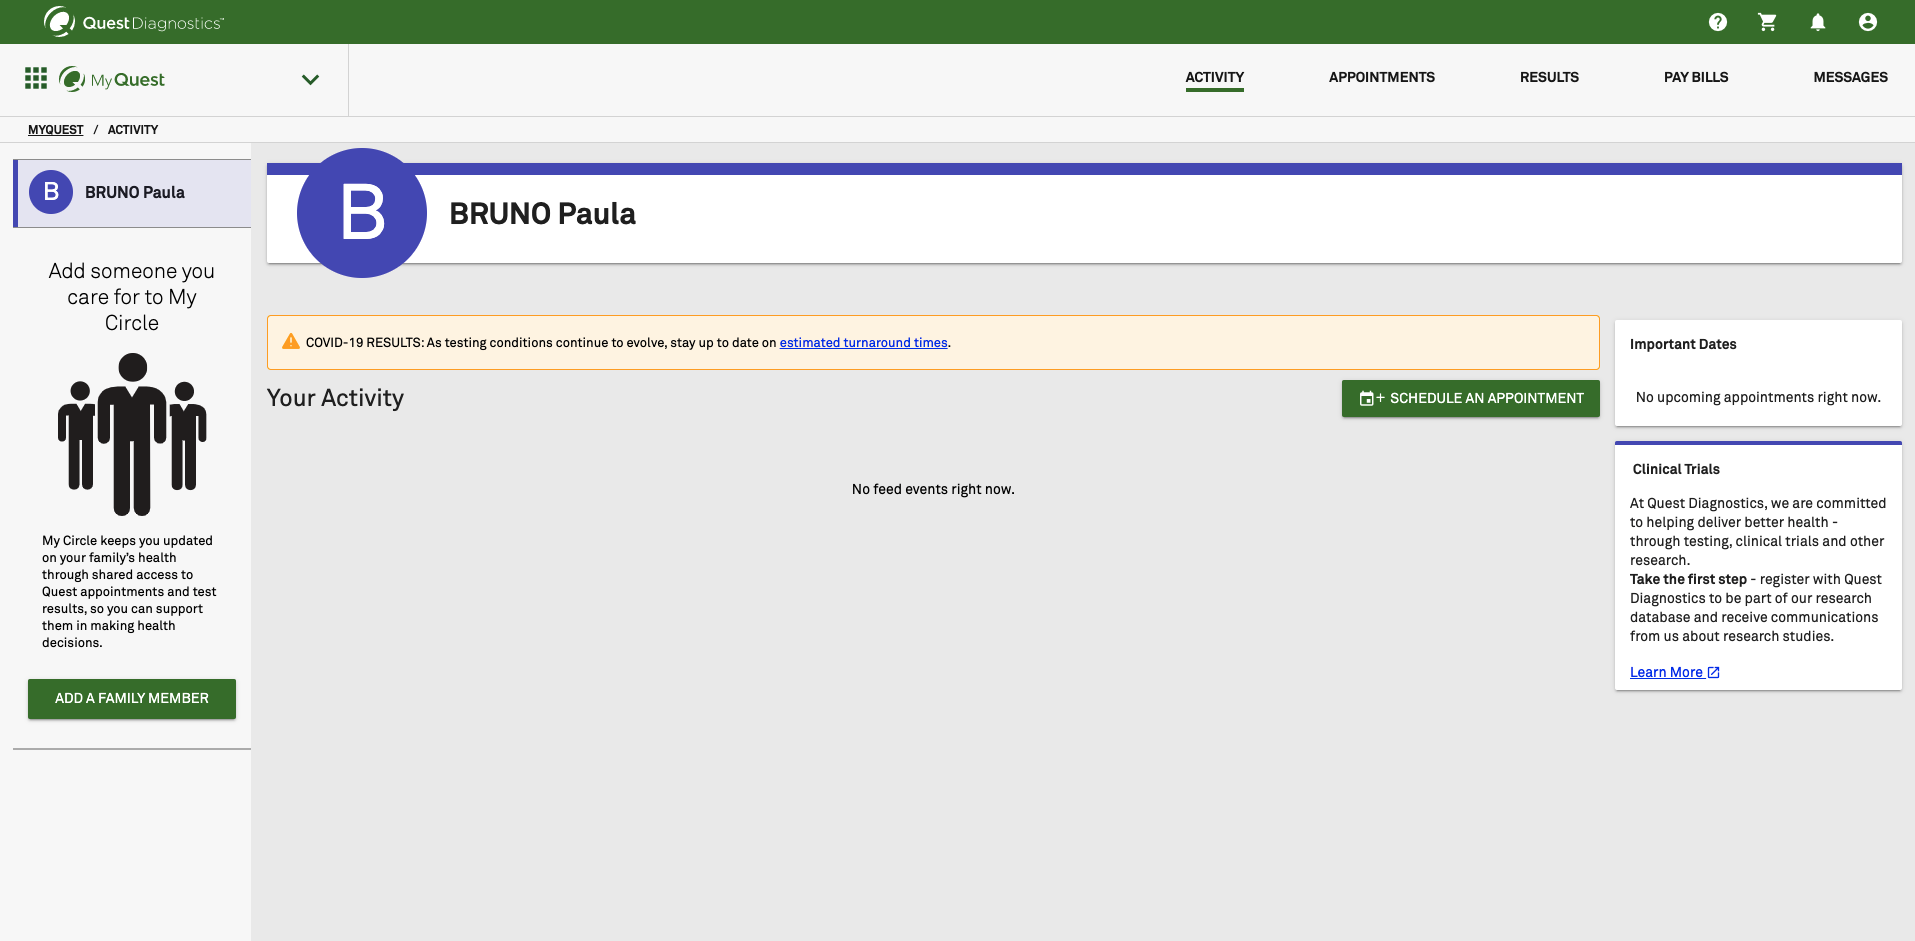 Quest Diagnostics™
My Quest
ACTIVITY
APPOINTMENTS
RESULTS
PAY BILLS
MESSAGES
MYQUEST / ACTIVITY
B
BRUNO Paula
Add someone you
care for to My
Circle
My Circle keeps you updated
on your family’s health
through shared access to
Quest appointments and test
results, so you can support
them in making health
decisions.
ADD A FAMILY MEMBER
B
BRUNO Paula
COVID-19 RESULTS: As testing conditions continue to evolve, stay up to date on estimated turnaround times.
Your Activity
+ SCHEDULE AN APPOINTMENT
No feed events right now.
Important Dates
No upcoming appointments right now.
Clinical Trials
At Quest Diagnostics, we are committed
to helping deliver better health -
through testing, clinical trials and other
research.
Take the first step - register with Quest
Diagnostics to be part of our research
database and receive communications
from us about research studies.
Learn More